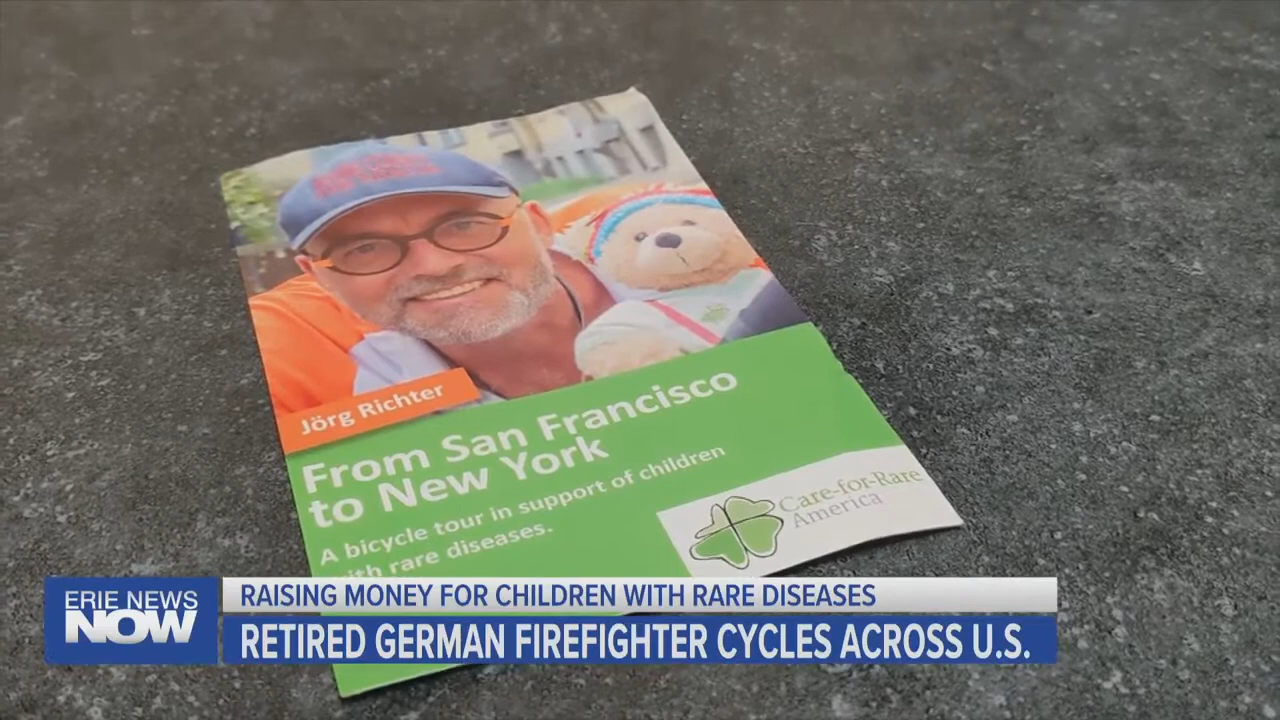 Jörg Richter
From San Francisco
to New York
A bicycle tour in support of children
with rare diseases.
Care-for-Rare
America
ERIE NEWS
NOW
RAISING MONEY FOR CHILDREN WITH RARE DISEASES
RETIRED GERMAN FIREFIGHTER CYCLES ACROSS U.S.